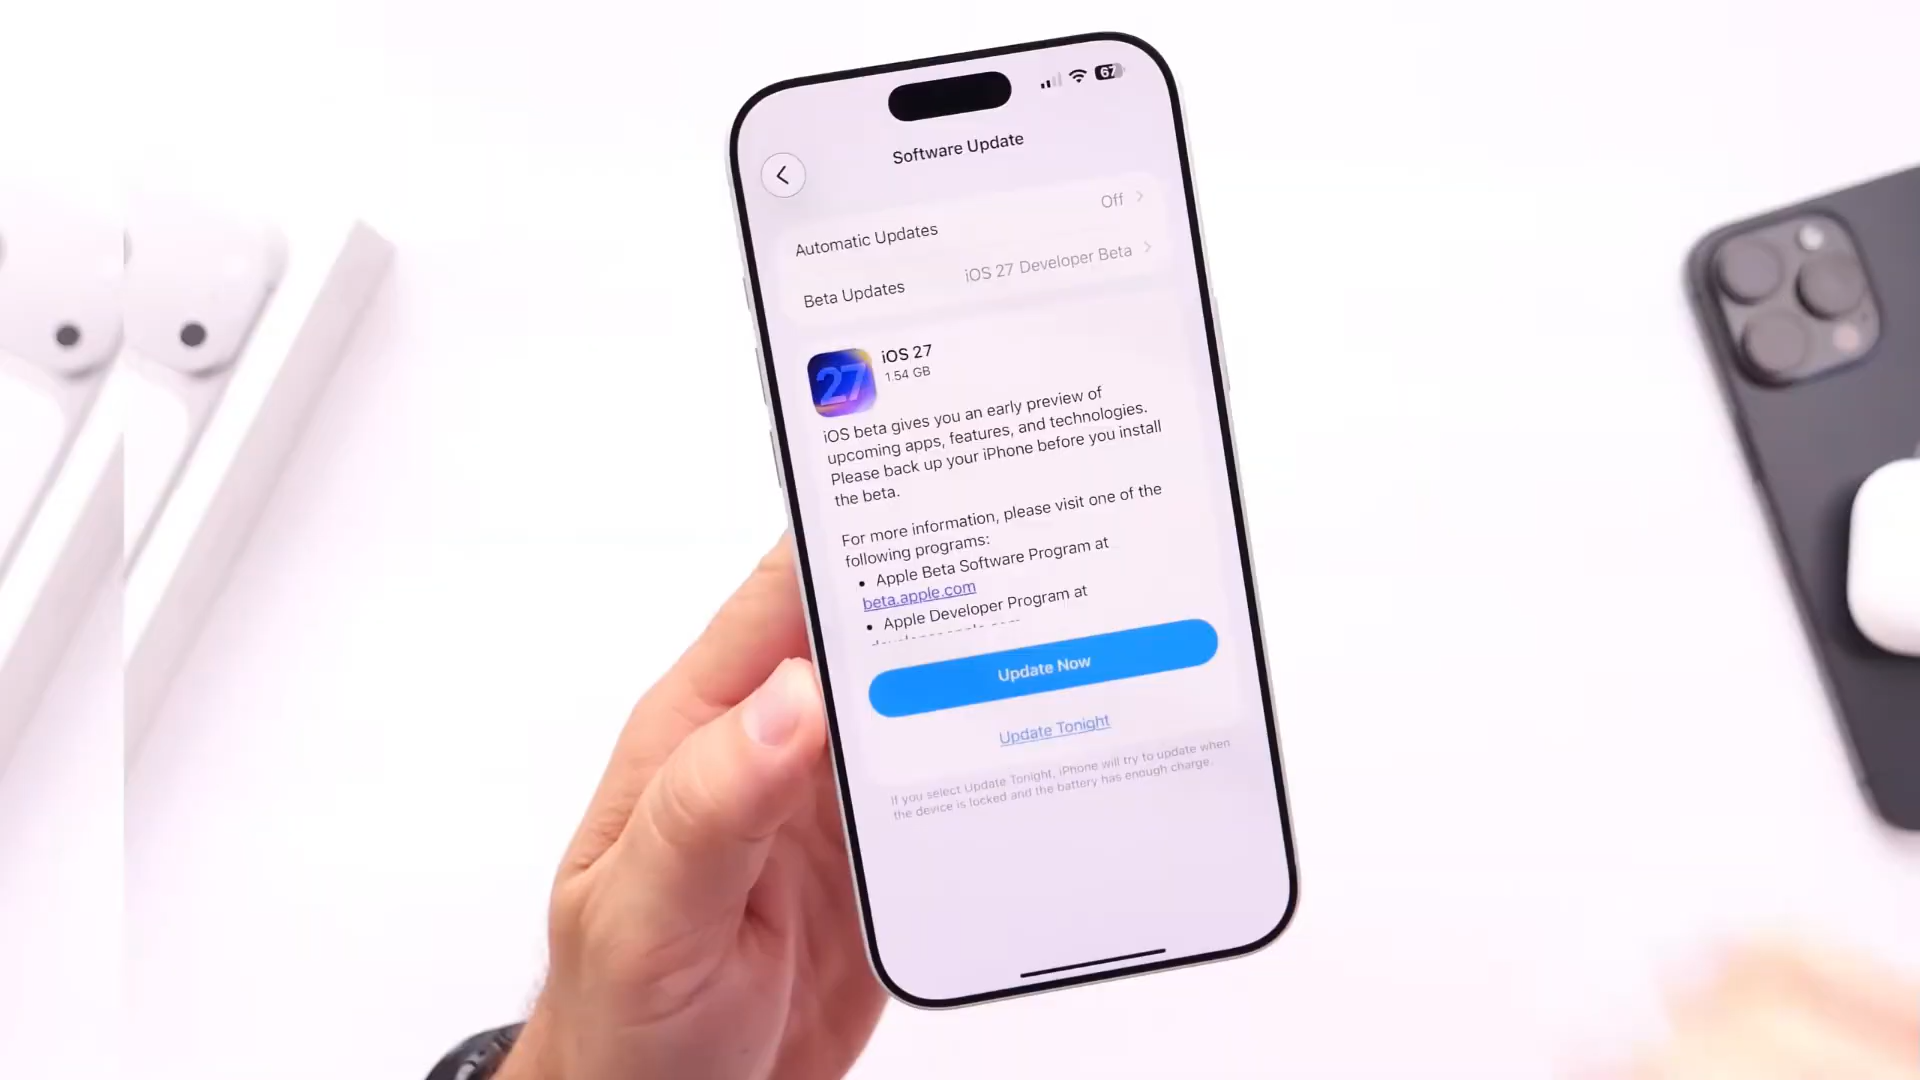 67
Software Update
Automatic Updates Off
Beta Updates iOS 27 Developer Beta
27
iOS 27
1.54 GB
iOS beta gives you an early preview of
upcoming apps, features, and technologies.
Please back up your iPhone before you install
the beta.
For more information, please visit one of the
following programs:
• Apple Beta Software Program at
beta.apple.com
• Apple Developer Program at
Update Now
Update Tonight
If you select Update Tonight, iPhone will try to update when
the device is locked and the battery has enough charge.